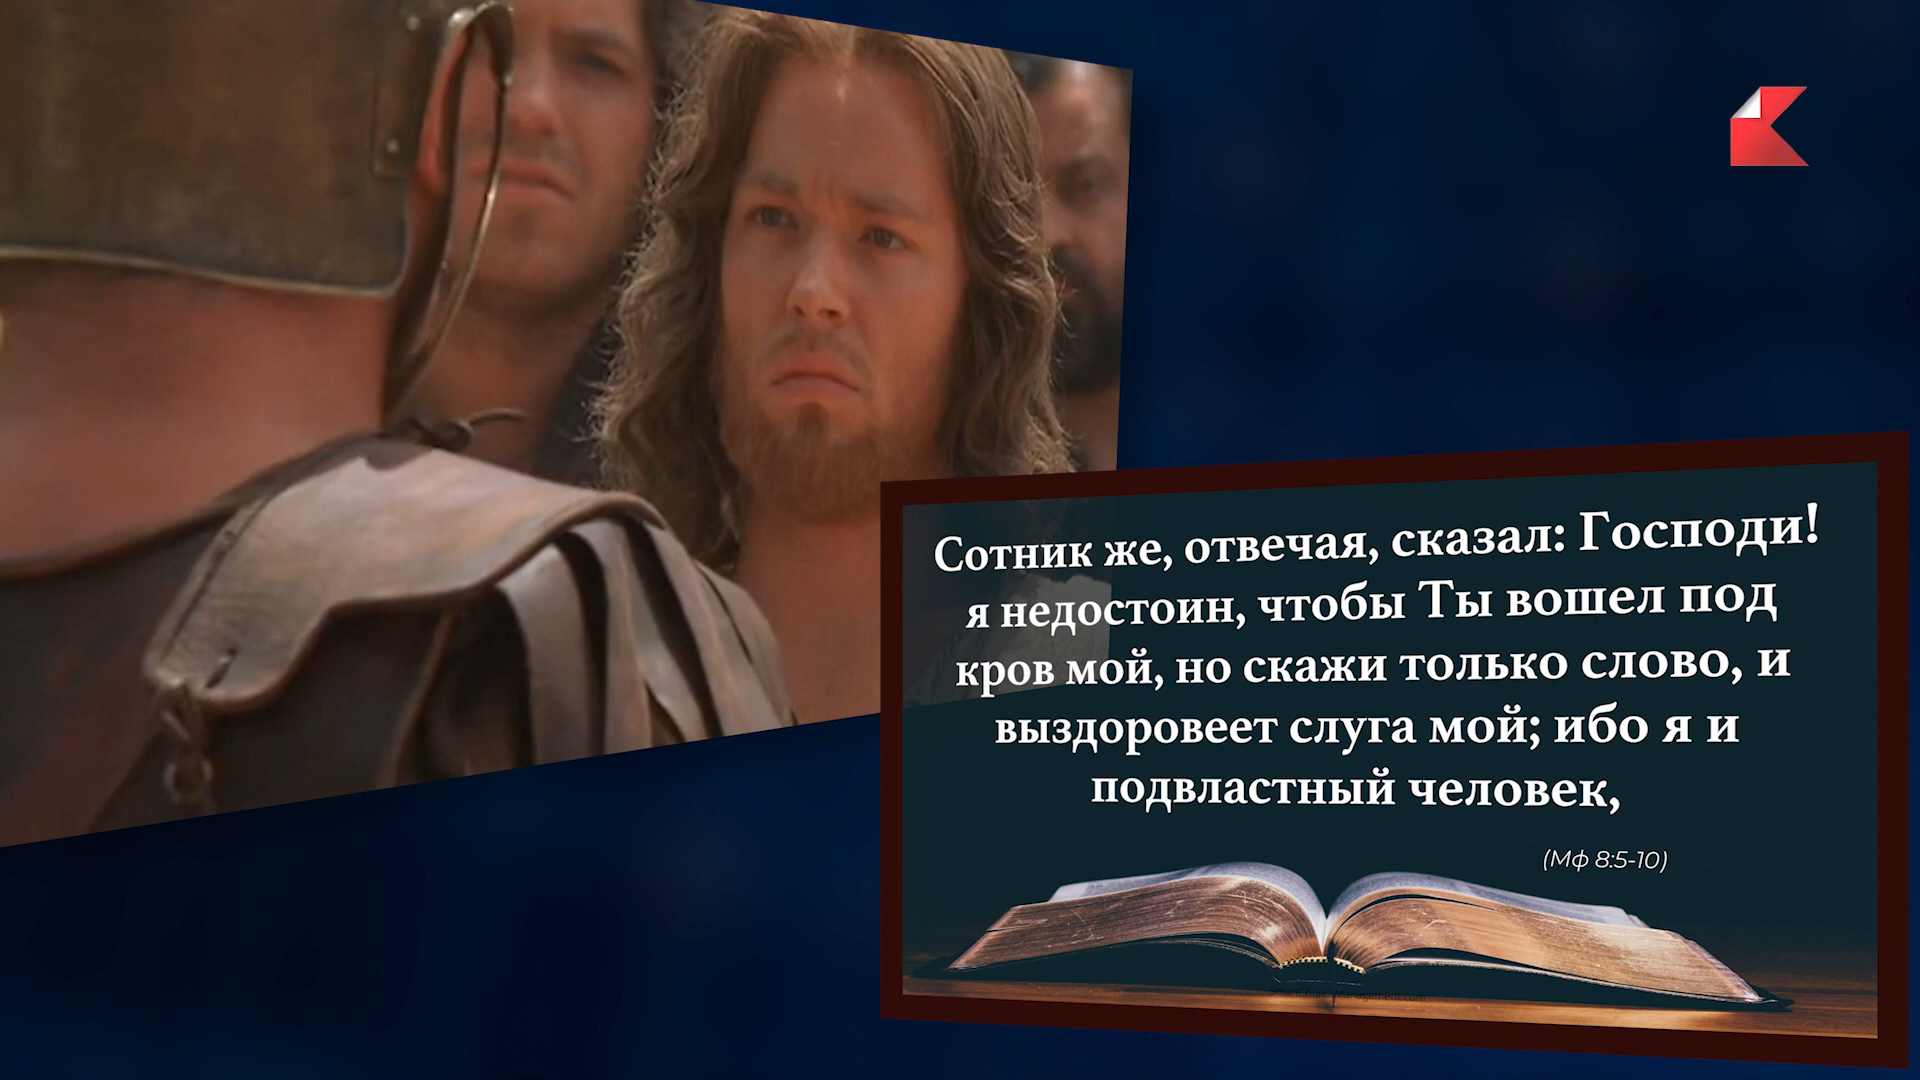 Сотник же, отвечая, сказал: Господи!
я недостоин, чтобы Ты вошел под
кров мой, но скажи только слово, и
выздоровеет слуга мой; ибо я и
подвластный человек,
(Мф 8:5-10)